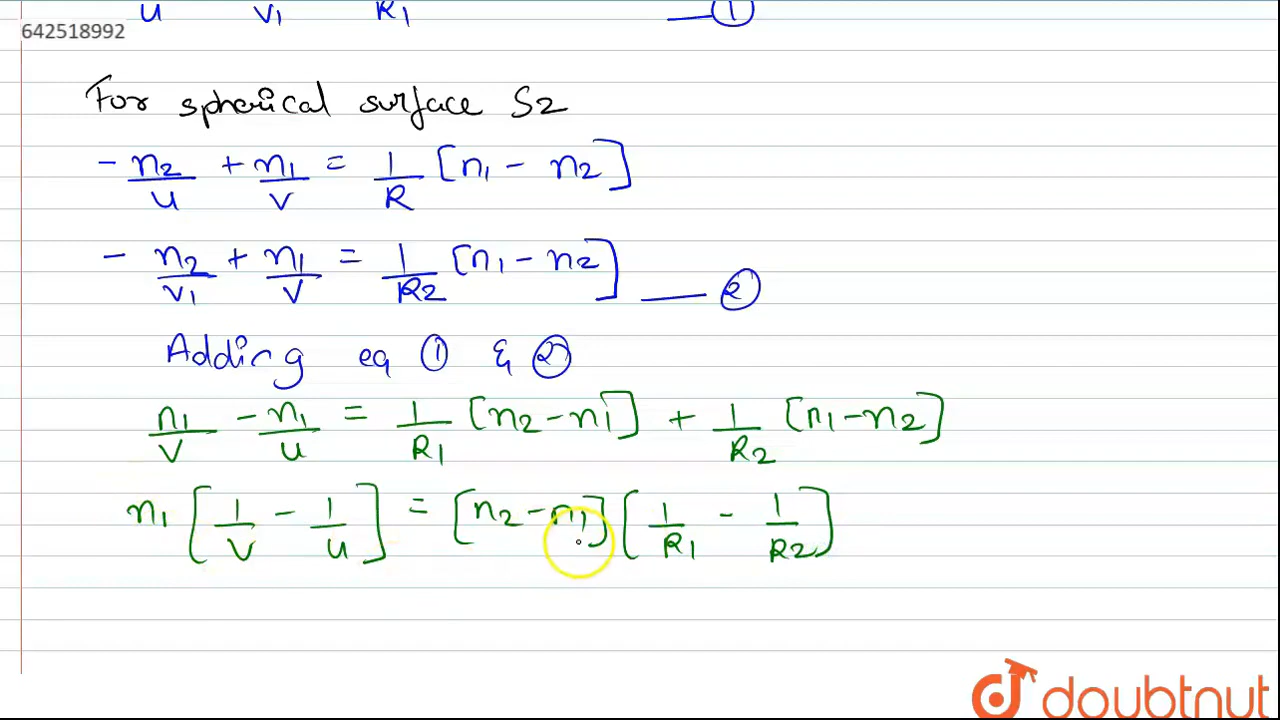 u v1 R1 ——①
642518992
For spherical surface S2
- n2/u + n1/v = 1/R [n1 - n2]
- n2/v1 + n1/v = 1/R2 [n1 - n2] —— ②
Adding eq ① & ②
n1/v - n1/u = 1/R1 [n2 - n1] + 1/R2 [n1 - n2]
n1 [1/v - 1/u] = [n2 - n1] [1/R1 - 1/R2]
doubtnut